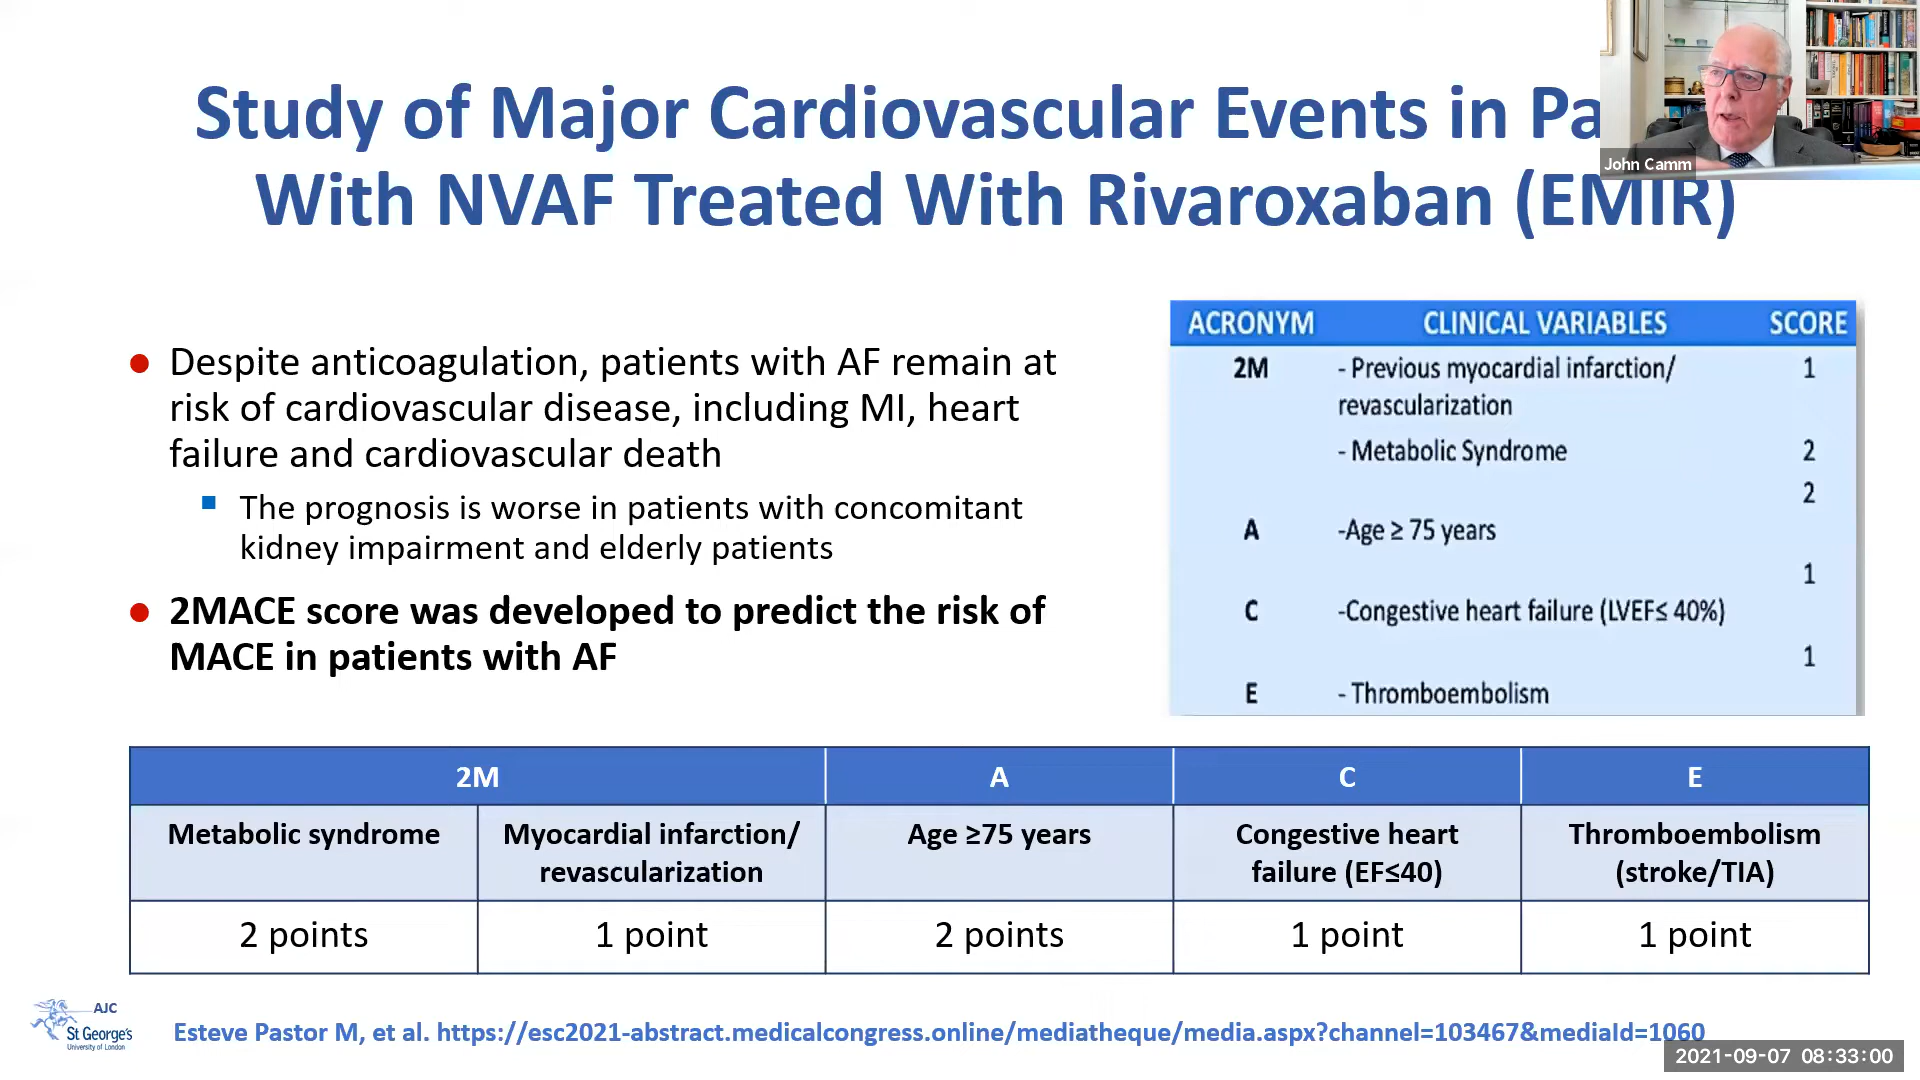 Study of Major Cardiovascular Events in Pa
With NVAF Treated With Rivaroxaban (EMIR)
John Camm
Despite anticoagulation, patients with AF remain at
risk of cardiovascular disease, including MI, heart
failure and cardiovascular death
The prognosis is worse in patients with concomitant
kidney impairment and elderly patients
2MACE score was developed to predict the risk of
MACE in patients with AF
ACRONYM CLINICAL VARIABLES SCORE
2M - Previous myocardial infarction/ 1
revascularization
- Metabolic Syndrome 2
2
A -Age ≥ 75 years
1
C -Congestive heart failure (LVEF≤ 40%)
1
E - Thromboembolism
2M A C E
Metabolic syndrome Myocardial infarction/ Age ≥75 years Congestive heart Thromboembolism
revascularization failure (EF≤40) (stroke/TIA)
2 points 1 point 2 points 1 point 1 point
AJC
St George's
University of London
Esteve Pastor M, et al. https://esc2021-abstract.medicalcongress.online/mediatheque/media.aspx?channel=103467&mediaId=1060
2021-09-07 08:33:00